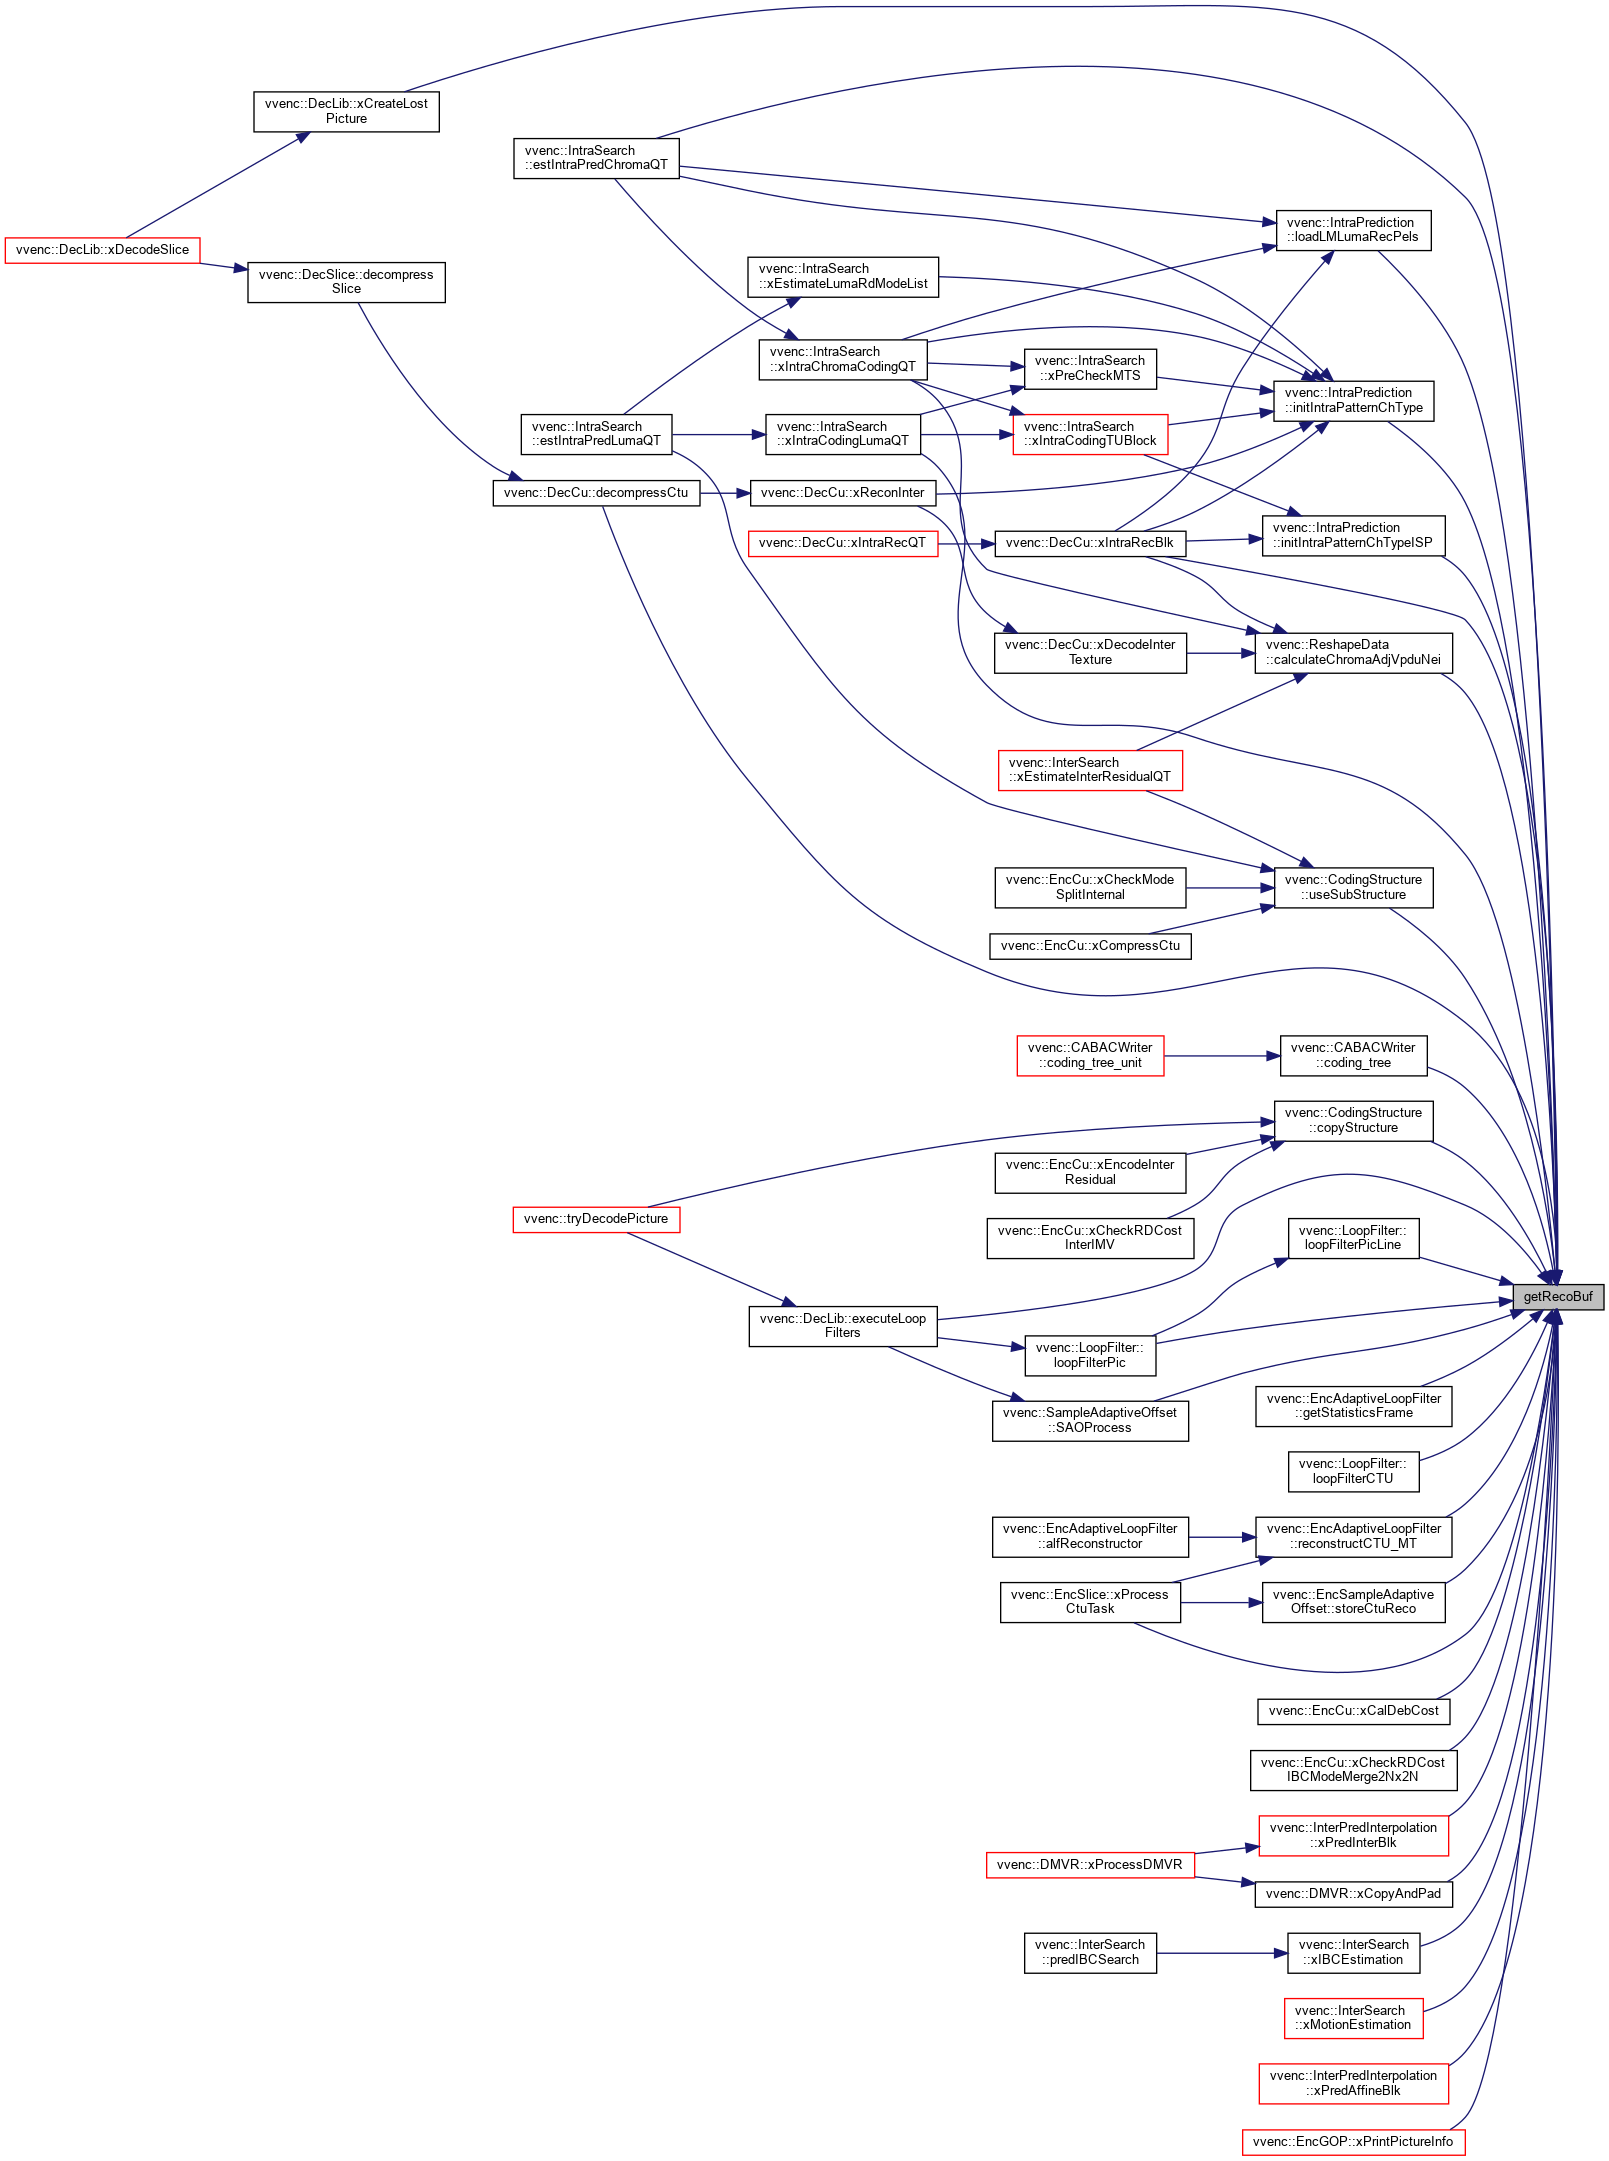 vvenc::DecLib::xCreateLost
Picture
vvenc::IntraSearch
::estIntraPredChromaQT
vvenc::IntraPrediction
::loadLMLumaRecPels
vvenc::DecLib::xDecodeSlice
vvenc::DecSlice::decompress
Slice
vvenc::IntraSearch
::xEstimateLumaRdModeList
vvenc::IntraSearch
::xIntraChromaCodingQT
vvenc::IntraSearch
::xPreCheckMTS
vvenc::IntraPrediction
::initIntraPatternChType
vvenc::IntraSearch
::estIntraPredLumaQT
vvenc::IntraSearch
::xIntraCodingLumaQT
vvenc::IntraSearch
::xIntraCodingTUBlock
vvenc::DecCu::decompressCtu
vvenc::DecCu::xReconInter
vvenc::DecCu::xIntraRecQT
vvenc::DecCu::xIntraRecBlk
vvenc::IntraPrediction
::initIntraPatternChTypeISP
vvenc::DecCu::xDecodeInter
Texture
vvenc::ReshapeData
::calculateChromaAdjVpduNei
vvenc::InterSearch
::xEstimateInterResidualQT
vvenc::EncCu::xCheckMode
SplitInternal
vvenc::CodingStructure
::useSubStructure
vvenc::EncCu::xCompressCtu
vvenc::CABACWriter
::coding_tree_unit
vvenc::CABACWriter
::coding_tree
vvenc::CodingStructure
::copyStructure
vvenc::EncCu::xEncodeInter
Residual
vvenc::tryDecodePicture
vvenc::EncCu::xCheckRDCost
InterIMV
vvenc::LoopFilter::
loopFilterPicLine
getRecoBuf
vvenc::DecLib::executeLoop
Filters
vvenc::LoopFilter::
loopFilterPic
vvenc::SampleAdaptiveOffset
::SAOProcess
vvenc::EncAdaptiveLoopFilter
::getStatisticsFrame
vvenc::LoopFilter::
loopFilterCTU
vvenc::EncAdaptiveLoopFilter
::alfReconstructor
vvenc::EncAdaptiveLoopFilter
::reconstructCTU_MT
vvenc::EncSlice::xProcess
CtuTask
vvenc::EncSampleAdaptive
Offset::storeCtuReco
vvenc::EncCu::xCalDebCost
vvenc::EncCu::xCheckRDCost
IBCModeMerge2Nx2N
vvenc::InterPredInterpolation
::xPredInterBlk
vvenc::DMVR::xProcessDMVR
vvenc::DMVR::xCopyAndPad
vvenc::InterSearch
::predIBCSearch
vvenc::InterSearch
::xIBCEstimation
vvenc::InterSearch
::xMotionEstimation
vvenc::InterPredInterpolation
::xPredAffineBlk
vvenc::EncGOP::xPrintPictureInfo